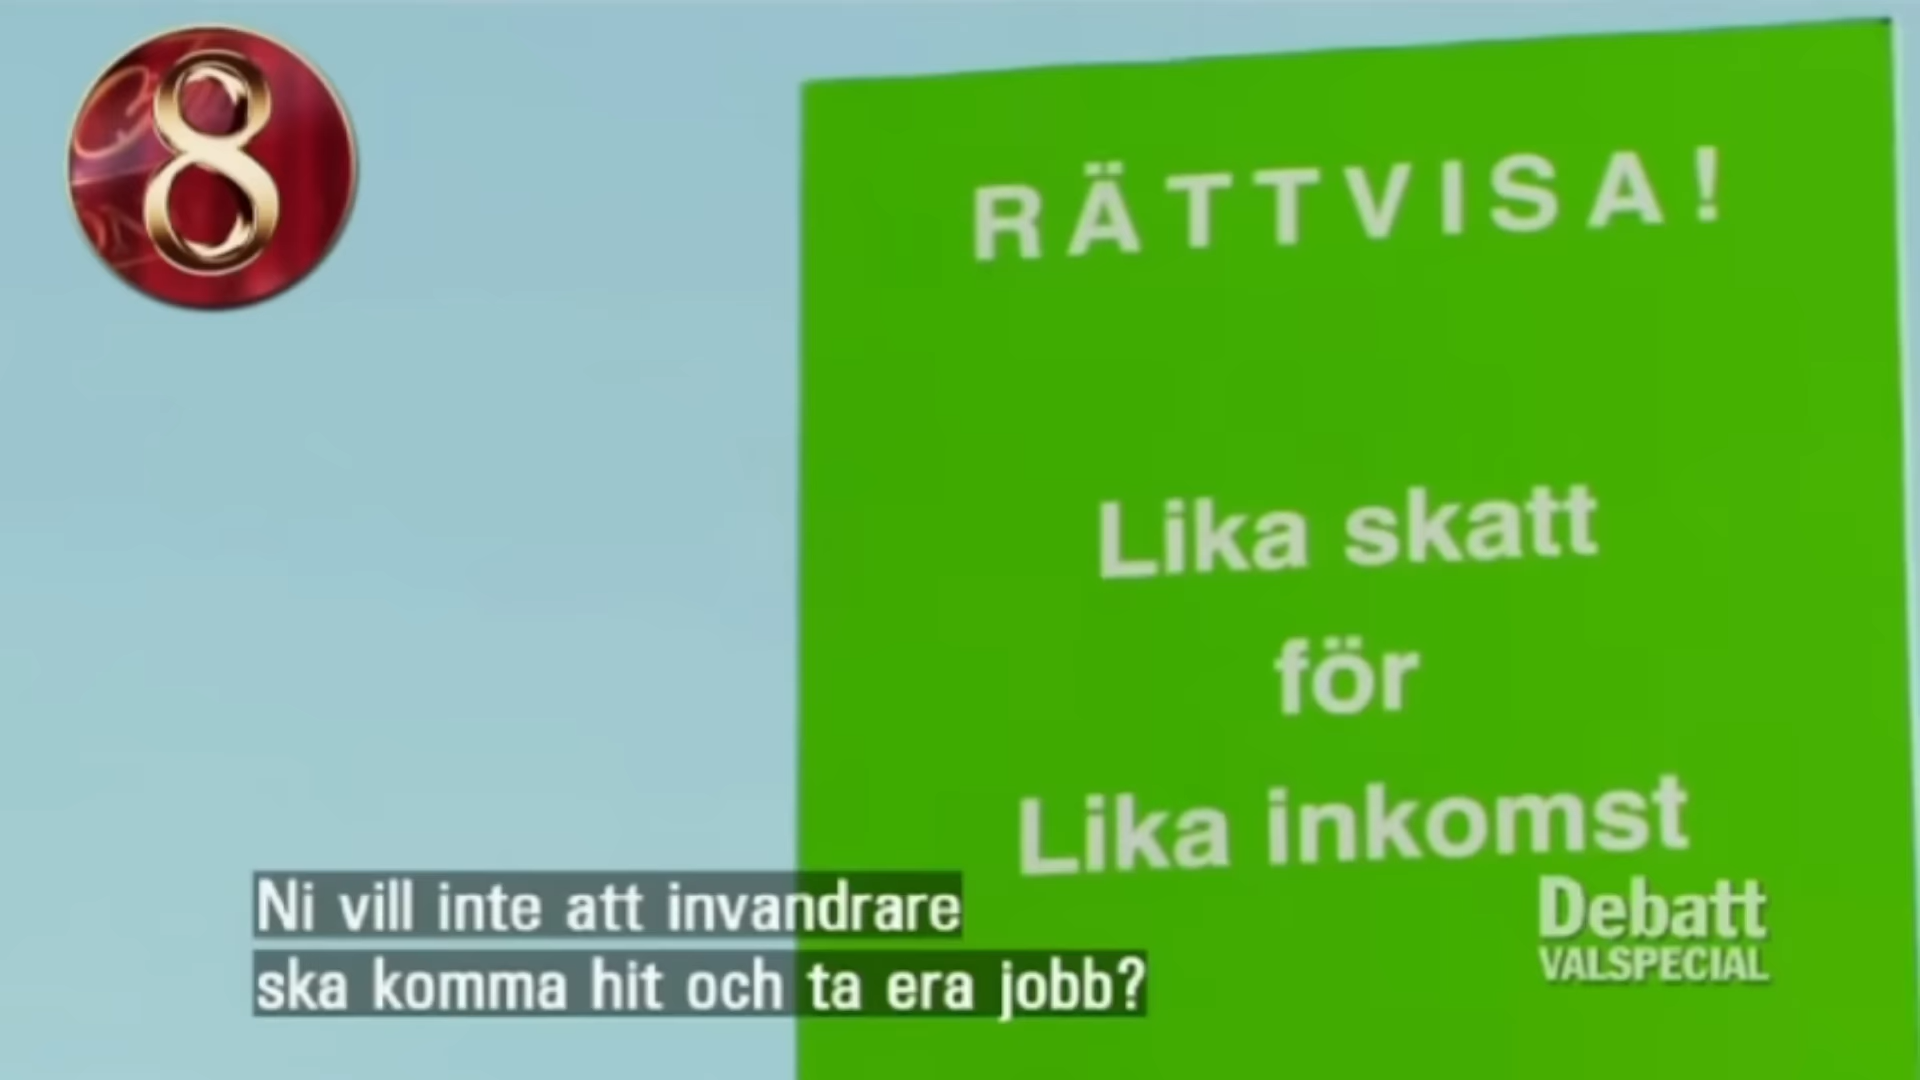 8
RÄTTVISA!
Lika skatt
för
Lika inkomst
Ni vill inte att invandrare
ska komma hit och ta era jobb?
Debatt
VALSPECIAL